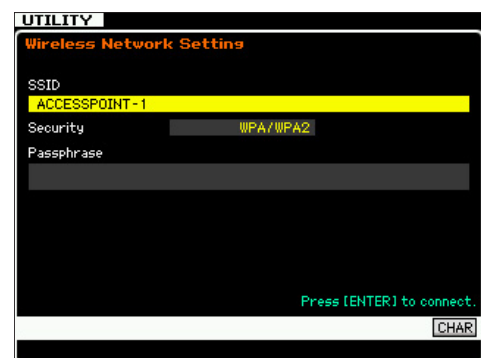 UTILITY
Wireless Network Setting
SSID
ACCESSPOINT-1
Security WPA/WPA2
Passphrase
Press [ENTER] to connect.
CHAR